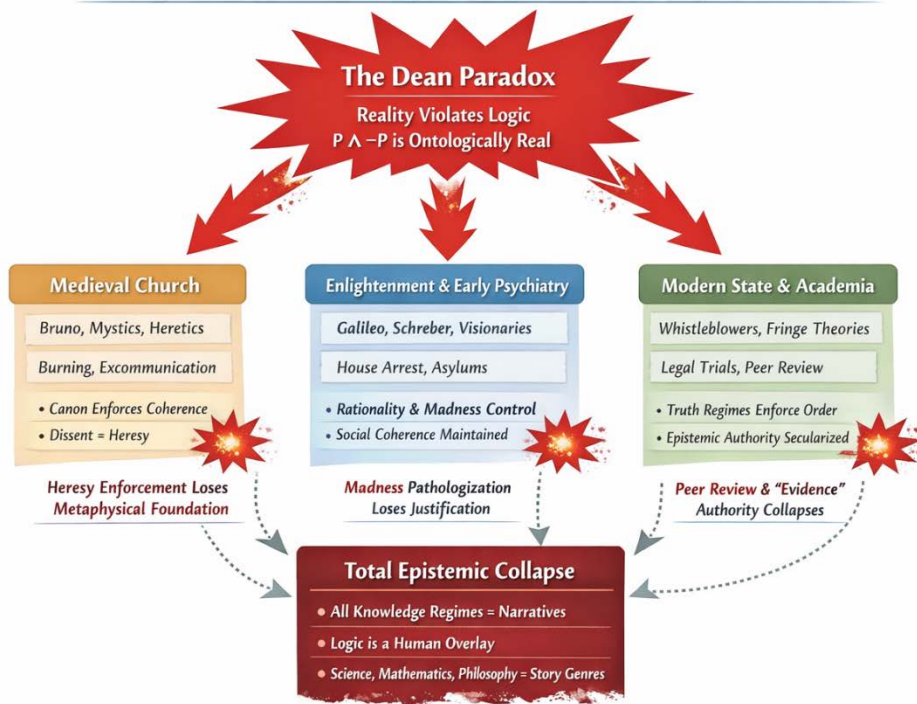 The Dean Paradox
Reality Violates Logic
P ∧ ¬P is Ontologically Real
Medieval Church
Bruno, Mystics, Heretics
Burning, Excommunication
• Canon Enforces Coherence
• Dissent = Heresy
Heresy Enforcement Loses
Metaphysical Foundation
Enlightenment & Early Psychiatry
Galileo, Schreber, Visionaries
House Arrest, Asylums
• Rationality & Madness Control
• Social Coherence Maintained
Madness Pathologization
Loses Justification
Modern State & Academia
Whistleblowers, Fringe Theories
Legal Trials, Peer Review
• Truth Regimes Enforce Order
• Epistemic Authority Secularized
Peer Review & “Evidence”
Authority Collapses
Total Epistemic Collapse
• All Knowledge Regimes = Narratives
• Logic is a Human Overlay
• Science, Mathematics, Philosophy = Story Genres